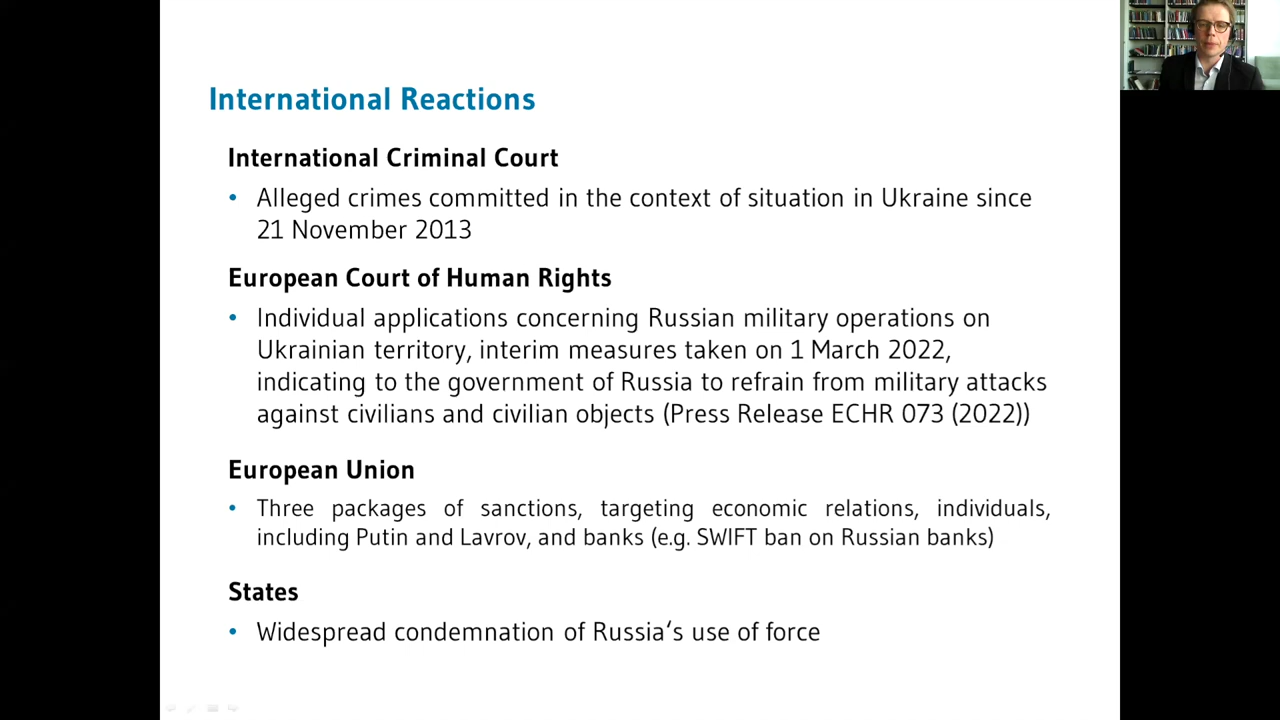 International Reactions
International Criminal Court
• Alleged crimes committed in the context of situation in Ukraine since
21 November 2013
European Court of Human Rights
• Individual applications concerning Russian military operations on
Ukrainian territory, interim measures taken on 1 March 2022,
indicating to the government of Russia to refrain from military attacks
against civilians and civilian objects (Press Release ECHR 073 (2022))
European Union
• Three packages of sanctions, targeting economic relations, individuals,
including Putin and Lavrov, and banks (e.g. SWIFT ban on Russian banks)
States
• Widespread condemnation of Russia‘s use of force